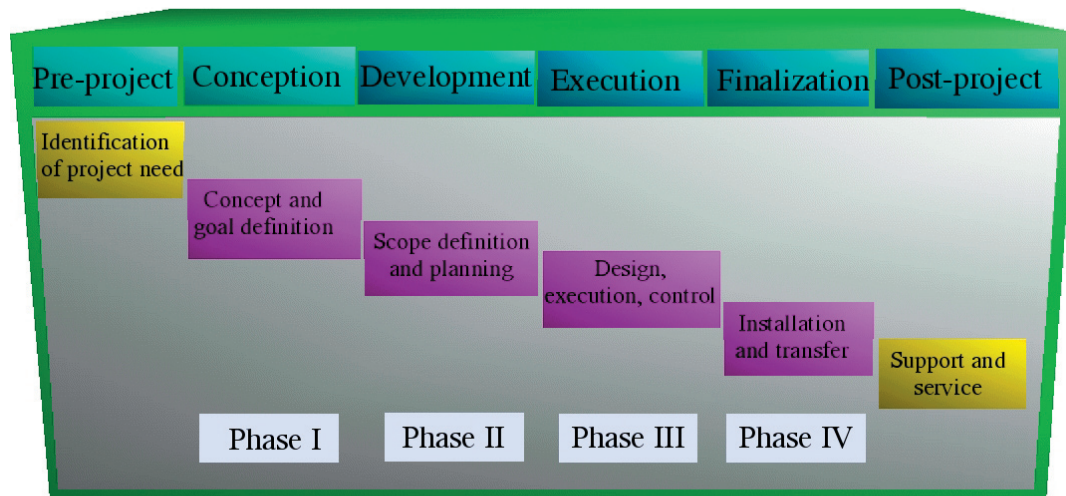 Pre-project
Conception
Development
Execution
Finalization
Post-project
Identification
of project need
Concept and
goal definition
Scope definition
and planning
Design,
execution, control
Installation
and transfer
Support and
service
Phase I
Phase II
Phase III
Phase IV